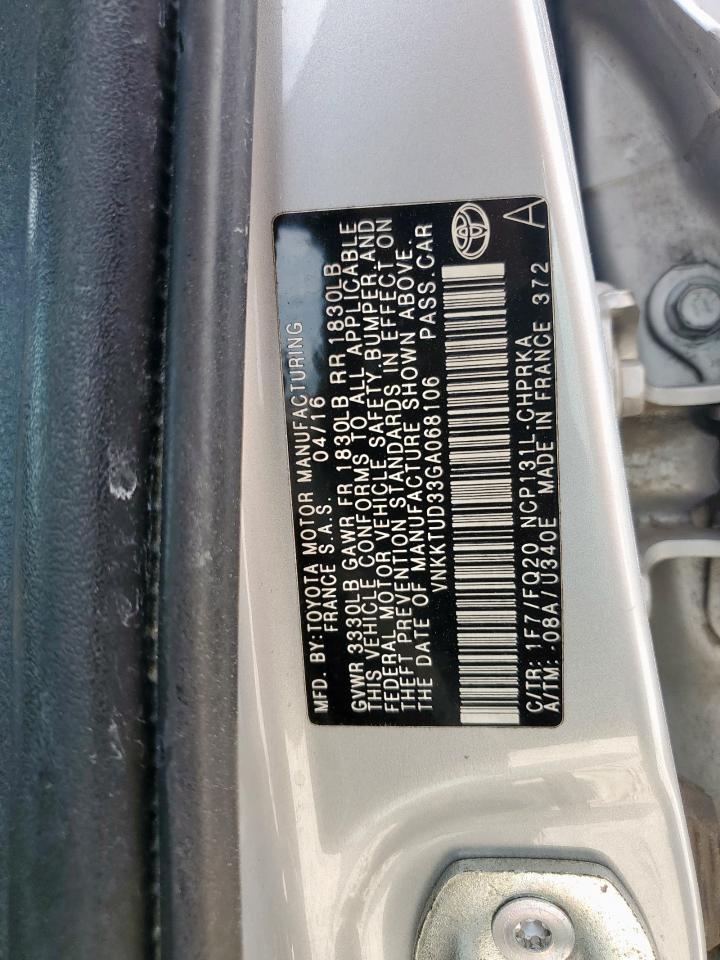 MFD. BY:TOYOTA MOTOR MANUFACTURING
FRANCE S.A.S. 04/16
GVWR 3330LB GAWR FR 1830LB RR 1830LB
THIS VEHICLE CONFORMS TO ALL APPLICABLE
FEDERAL MOTOR VEHICLE SAFETY,BUMPER,AND
THEFT PREVENTION STANDARDS IN EFFECT ON
THE DATE OF MANUFACTURE SHOWN ABOVE.
VNKKTUD33GA068106 PASS.CAR
C/TR: 1F7/FQ20 NCP131L-CHPRKA
A/TM: -08A/U340E MADE IN FRANCE 372
A